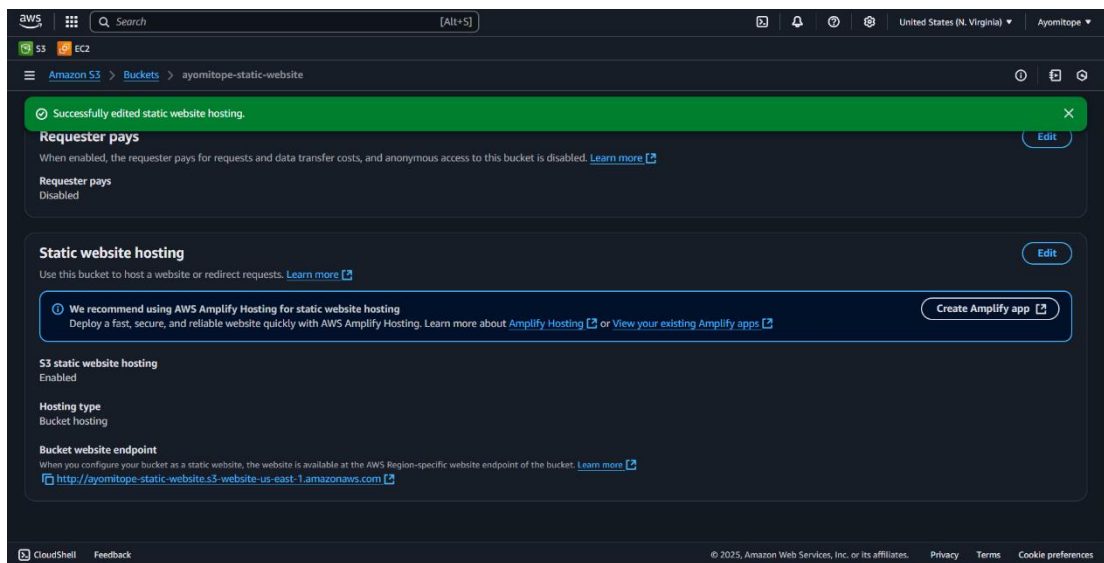 aws
Search [Alt+S] United States (N. Virginia) Ayomitope
S3 EC2
Amazon S3 > Buckets > ayomitope-static-website
Successfully edited static website hosting.
Requester pays Edit
When enabled, the requester pays for requests and data transfer costs, and anonymous access to this bucket is disabled. Learn more
Requester pays
Disabled
Static website hosting Edit
Use this bucket to host a website or redirect requests. Learn more
We recommend using AWS Amplify Hosting for static website hosting Create Amplify app
Deploy a fast, secure, and reliable website quickly with AWS Amplify Hosting. Learn more about Amplify Hosting or View your existing Amplify apps
S3 static website hosting
Enabled
Hosting type
Bucket hosting
Bucket website endpoint
When you configure your bucket as a static website, the website is available at the AWS Region-specific website endpoint of the bucket. Learn more
http://ayomitope-static-website.s3-website-us-east-1.amazonaws.com
CloudShell Feedback © 2025, Amazon Web Services, Inc. or its affiliates. Privacy Terms Cookie preferences